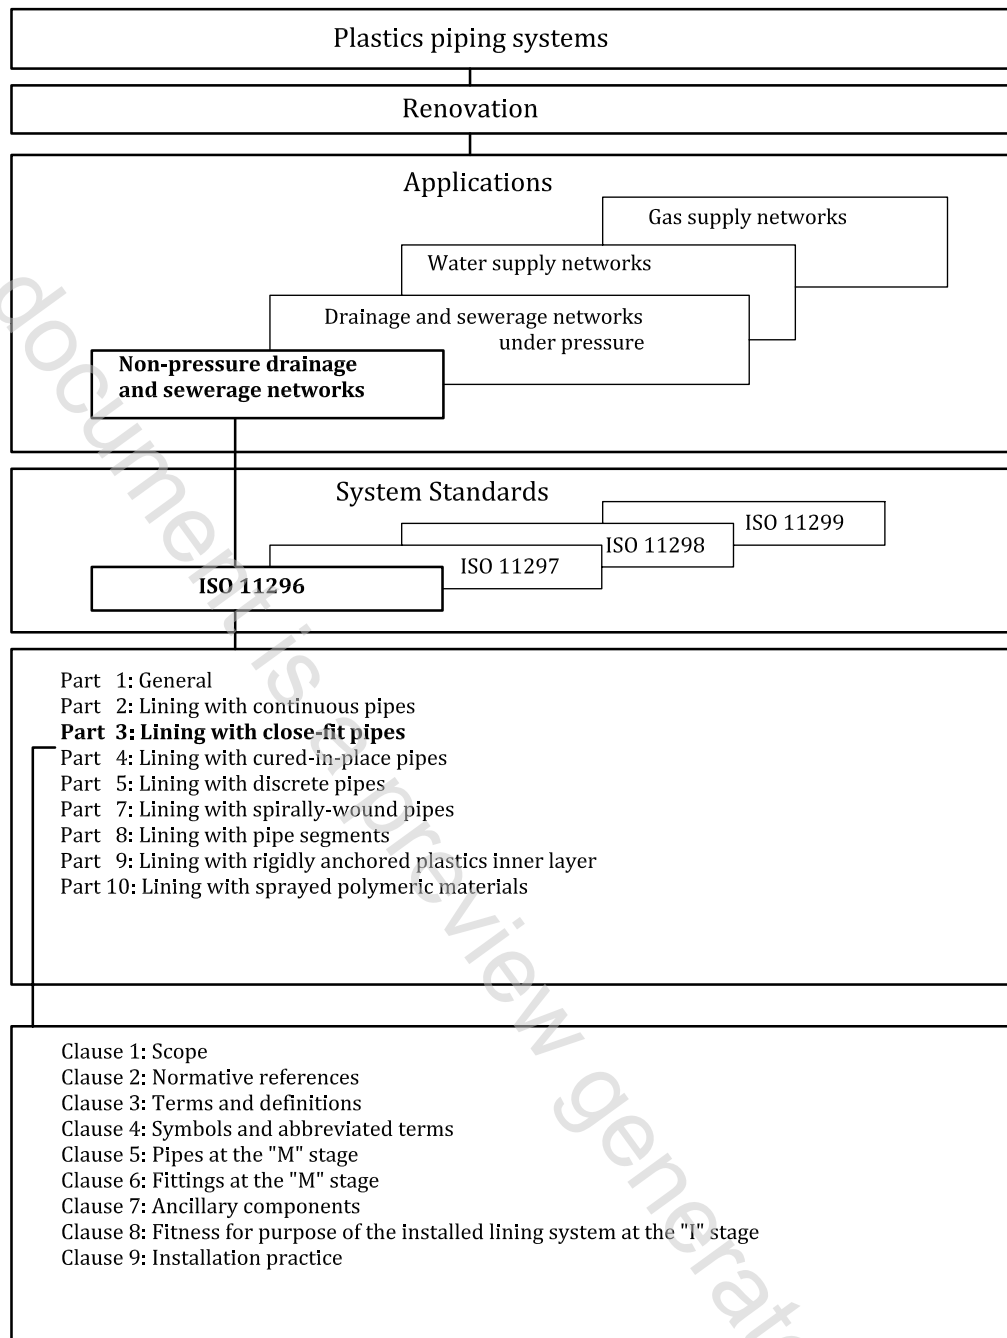 Plastics piping systems
Renovation
Applications
Gas supply networks
Water supply networks
Drainage and sewerage networks
under pressure
Non-pressure drainage
and sewerage networks
System Standards
ISO 11299
ISO 11298
ISO 11297
ISO 11296
Part 1: General
Part 2: Lining with continuous pipes
Part 3: Lining with close-fit pipes
Part 4: Lining with cured-in-place pipes
Part 5: Lining with discrete pipes
Part 7: Lining with spirally-wound pipes
Part 8: Lining with pipe segments
Part 9: Lining with rigidly anchored plastics inner layer
Part 10: Lining with sprayed polymeric materials
Clause 1: Scope
Clause 2: Normative references
Clause 3: Terms and definitions
Clause 4: Symbols and abbreviated terms
Clause 5: Pipes at the "M" stage
Clause 6: Fittings at the "M" stage
Clause 7: Ancillary components
Clause 8: Fitness for purpose of the installed lining system at the "I" stage
Clause 9: Installation practice
document is a preview generat